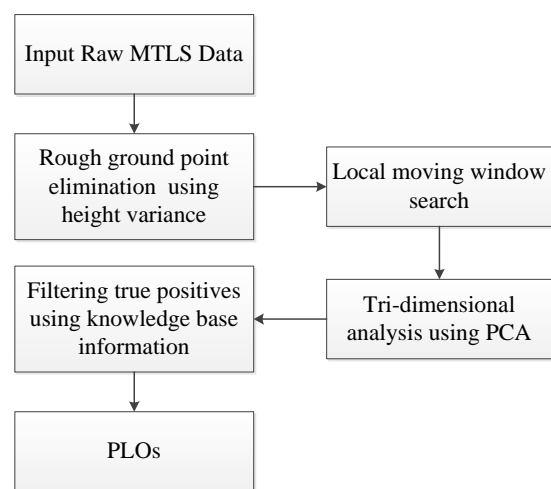 Input Raw MTLS Data
Rough ground point
elimination using
height variance
Local moving window
search
Tri-dimensional
analysis using PCA
Filtering true positives
using knowledge base
information
PLOs